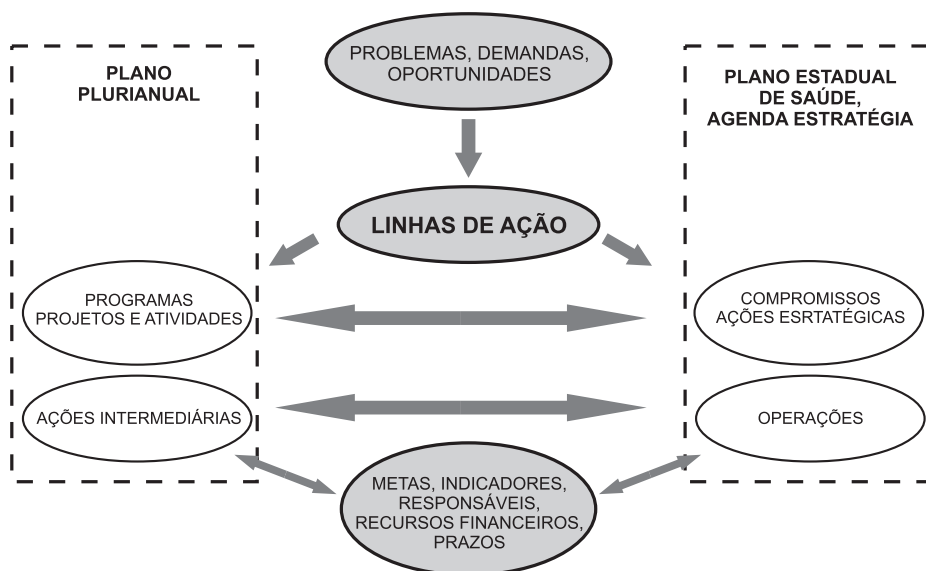 PROBLEMAS, DEMANDAS,
OPORTUNIDADES
PLANO
PLURIANUAL
PLANO ESTADUAL
DE SAÚDE,
AGENDA ESTRATÉGIA
LINHAS DE AÇÃO
PROGRAMAS
PROJETOS E ATIVIDADES
COMPROMISSOS
AÇÕES ESRTATÉGICAS
AÇÕES INTERMEDIÁRIAS
OPERAÇÕES
METAS, INDICADORES,
RESPONSÁVEIS,
RECURSOS FINANCEIROS,
PRAZOS